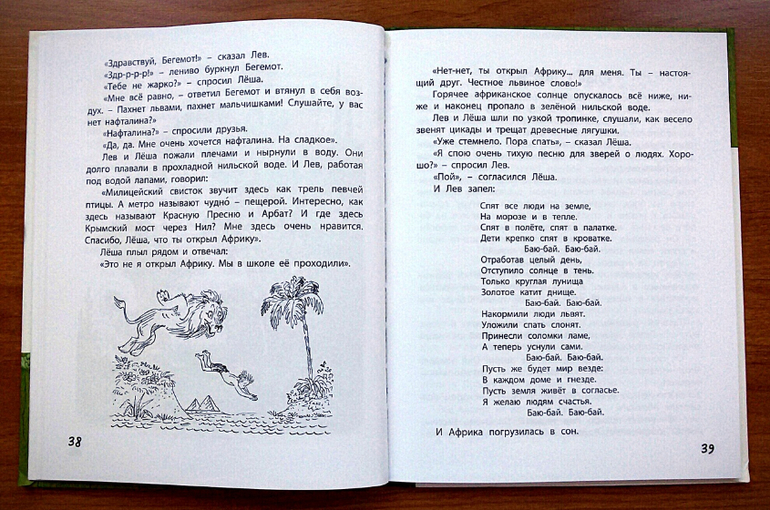 «Здравствуй, Бегемот!» – сказал Лев.
«Здр-р-р-р!» – лениво буркнул Бегемот.
«Тебе не жарко?» – спросил Лёша.
«Мне всё равно, – ответил Бегемот и втянул в себя воз-
дух. – Пахнет львами, пахнет мальчишками! Слушайте, у вас
нет нафталина?»
«Нафталина?» – спросили друзья.
«Да, да. Мне очень хочется нафталина. На сладкое».
Лев и Лёша пожали плечами и нырнули в воду. Они
долго плавали в прохладной нильской воде. И Лев, работая
под водой лапами, говорил:
«Милицейский свисток звучит здесь как трель певчей
птицы. А метро называют чудно́ – пещерой. Интересно, как
здесь называют Красную Пресню и Арбат? И где здесь
Крымский мост через Нил? Мне здесь очень нравится.
Спасибо, Лёша, что ты открыл Африку».
Лёша плыл рядом и отвечал:
«Это не я открыл Африку. Мы в школе её проходили».
38
«Нет-нет, ты открыл Африку... для меня. Ты – настоя-
щий друг. Честное львиное слово!»
Горячее африканское солнце опускалось всё ниже, ни-
же и наконец пропало в зелёной нильской воде.
Лев и Лёша шли по узкой тропинке, слушали, как весело
звенят цикады и трещат древесные лягушки.
«Уже стемнело. Пора спать», – сказал Лёша.
«Я спою очень тихую песню для зверей о людях. Хоро-
шо?» – спросил Лев.
«Пой», – согласился Лёша.
И Лев запел:
Спят все люди на земле,
На морозе и в тепле.
Спят в полёте, спят в палатке.
Дети крепко спят в кроватке.
Баю-бай. Баю-бай.
Отработав целый день,
Отступило солнце в тень.
Только круглая лунища
Золотое катит днище.
Баю-бай. Баю-бай.
Накормили люди львят.
Уложили спать слонят.
Принесли соломки ламе,
А теперь уснули сами.
Баю-бай. Баю-бай.
Пусть же будет мир везде:
В каждом доме и гнезде.
Пусть земля живёт в согласье.
Я желаю людям счастья.
Баю-бай. Баю-бай.
И Африка погрузилась в сон.
39